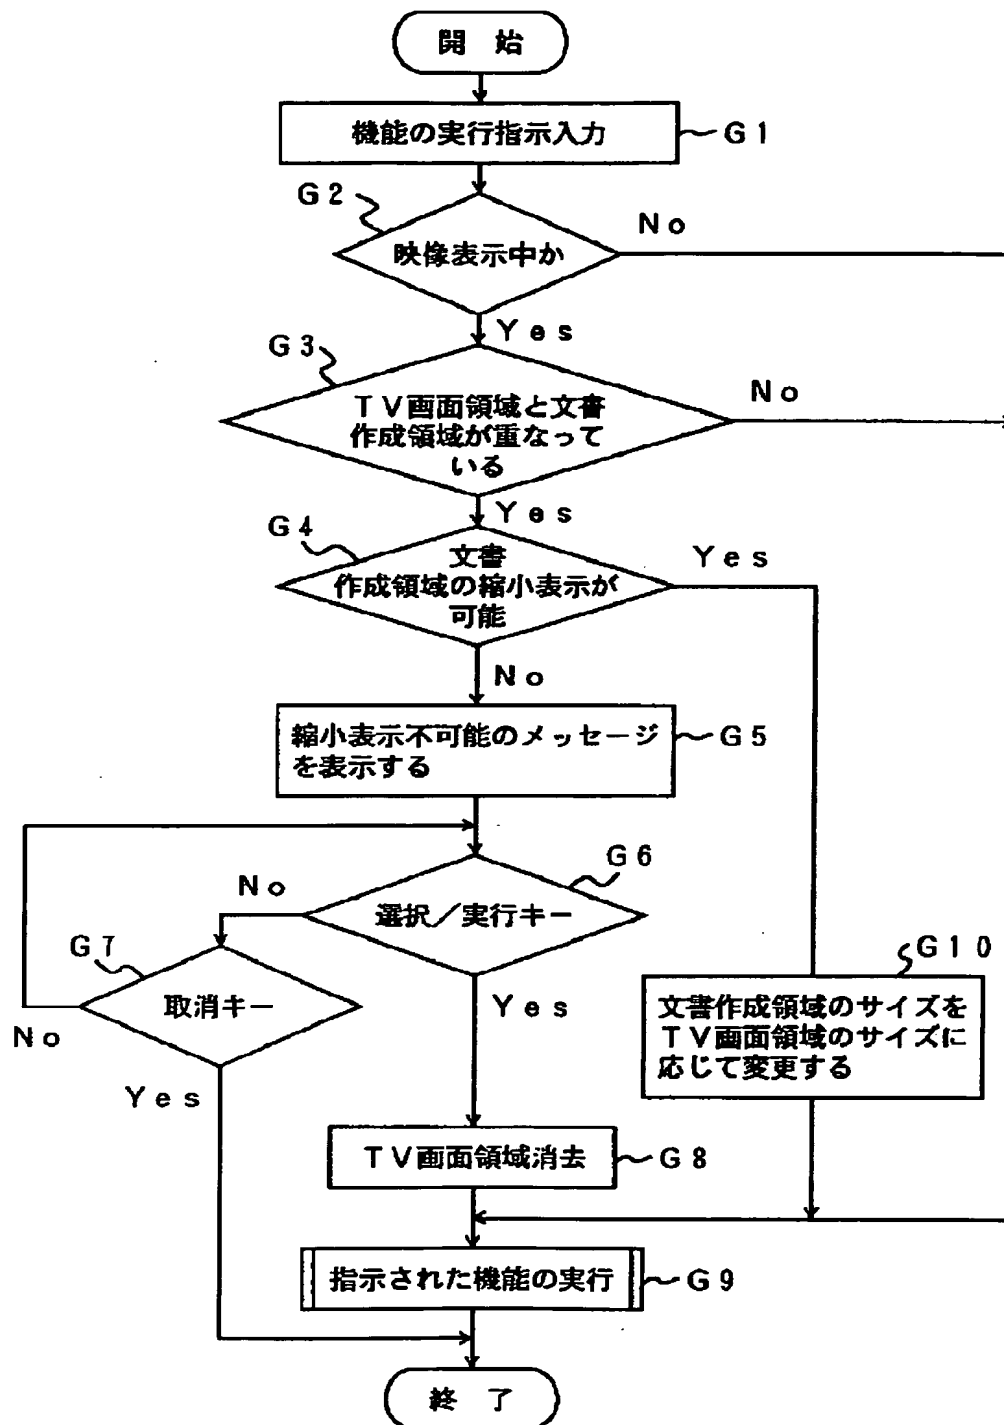 開 始
機能の実行指示入力
G1
G2
映像表示中か
No
Yes
G3
TV画面領域と文書
作成領域が重なって
いる
No
Yes
G4
文書
作成領域の縮小表示が
可能
Yes
No
縮小表示不可能のメッセージ
を表示する
G5
G6
選択/実行キー
No
G7
取消キー
No
Yes
Yes
G10
文書作成領域のサイズを
TV画面領域のサイズに
応じて変更する
TV画面領域消去
G8
指示された機能の実行
G9
終 了